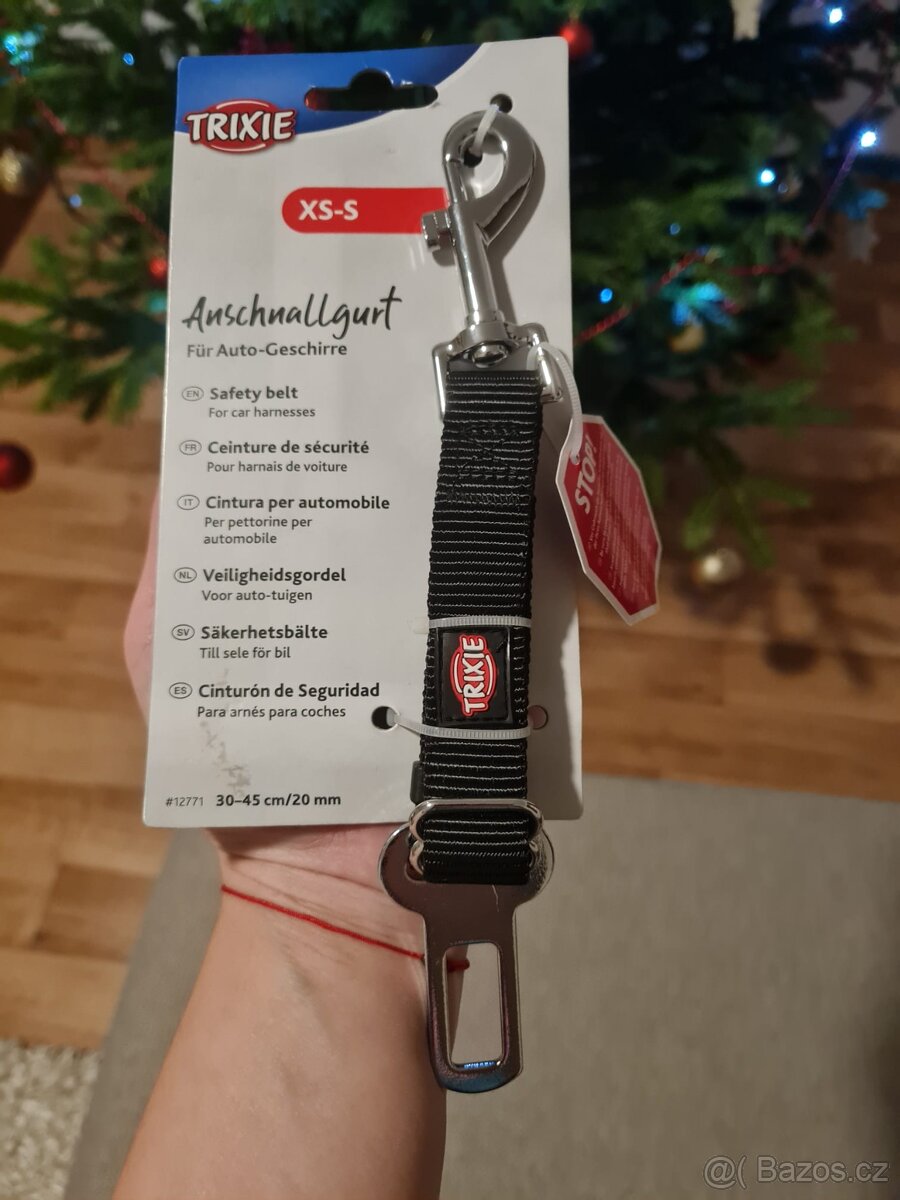 TRIXIE
XS-S
Anschnallgurt
Für Auto-Geschirre
EN Safety belt
For car harnesses
FR Ceinture de sécurité
Pour harnais de voiture
IT Cintura per automobile
Per pettorine per
automobile
NL Veiligheidsgordel
Voor auto-tuigen
SV Säkerhetsbälte
Till sele för bil
ES Cinturón de Seguridad
Para arnés para coches
#12771 30–45 cm/20 mm
STOP!
TRIXIE
@( Bazos.cz